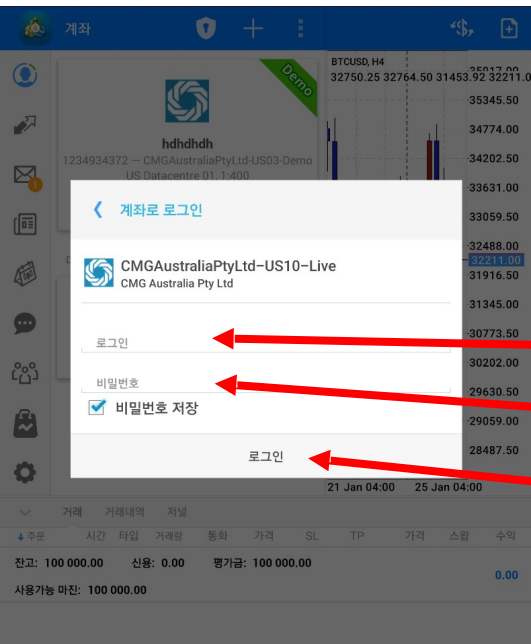 계좌
BTCUSD, H4
32750.25 32764.50 31453.92 32211.0
35345.50
34774.00
34202.50
33631.00
33059.50
32488.00
32211.00
31916.50
31345.00
30773.50
30202.00
29630.50
29059.00
28487.50
21 Jan 04:00 25 Jan 04:00
Demo
hdhdhdh
1234934372 – CMGAustraliaPtyLtd-US03-Demo
US Datacentre 01, 1:400
계좌로 로그인
CMGAustraliaPtyLtd-US10-Live
CMG Australia Pty Ltd
로그인
비밀번호
비밀번호 저장
로그인
거래 거래내역 저널
주문 시간 타입 거래량 통화 가격 SL TP 가격 스왑 수익
잔고: 100 000.00 신용: 0.00 평가금: 100 000.00
사용가능 마진: 100 000.00
0.00